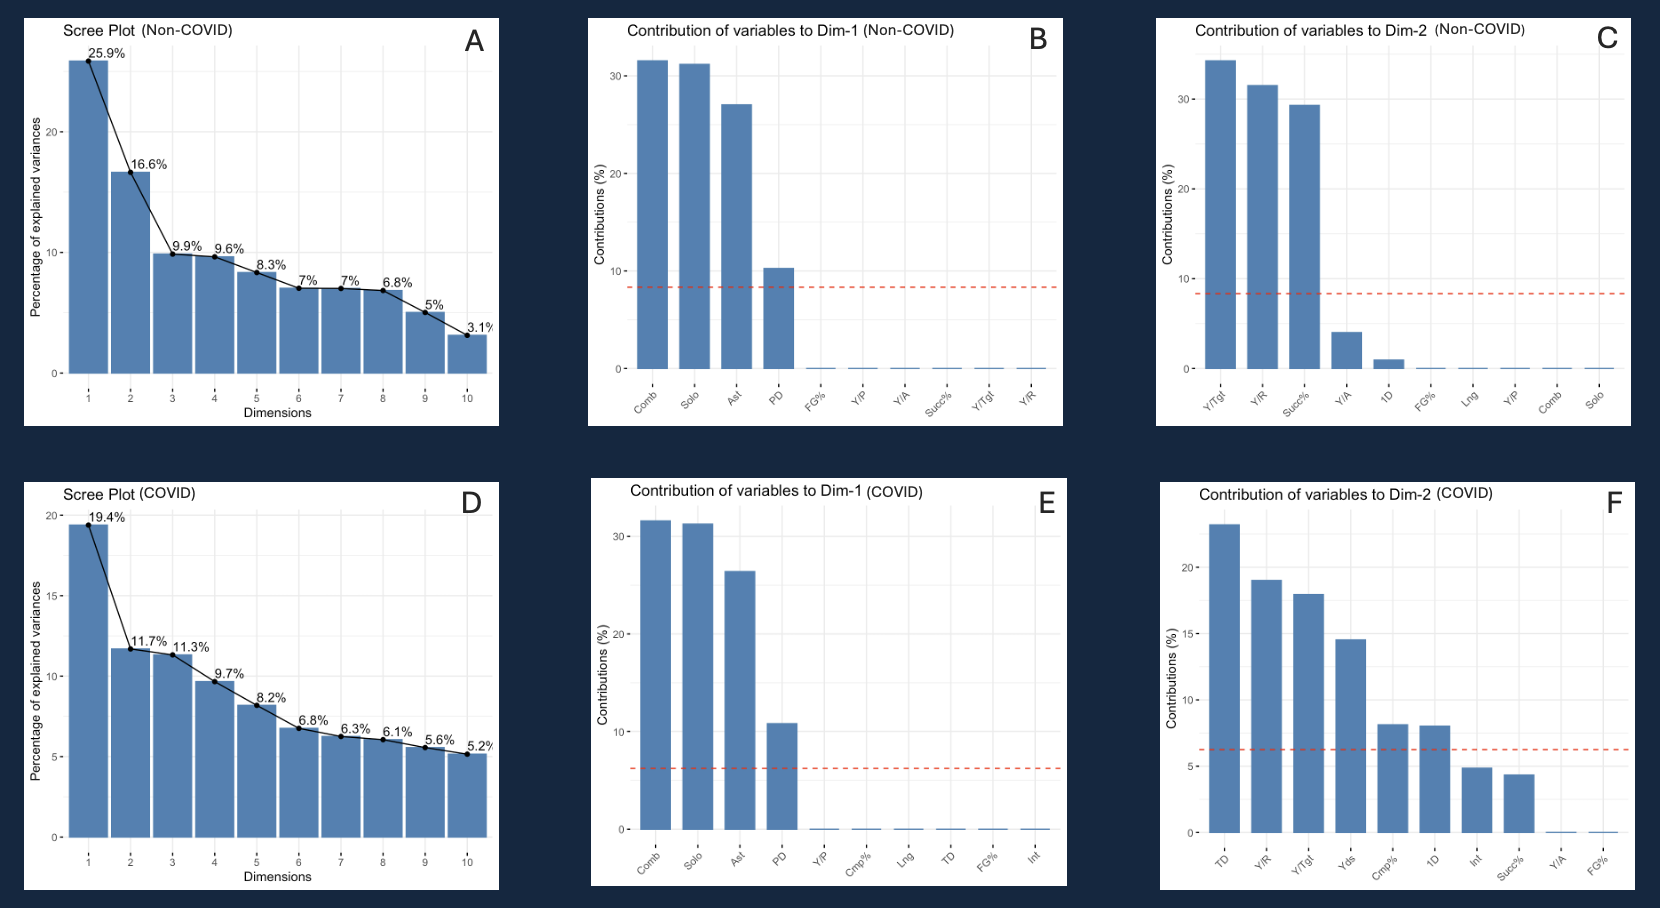 Scree Plot (Non-COVID)
A
Percentage of explained variances
20
10
0
25.9%
16.6%
9.9%
9.6%
8.3%
7%
7%
6.8%
5%
3.1%
1 2 3 4 5 6 7 8 9 10
Dimensions
Contribution of variables to Dim-1 (Non-COVID)
B
Contributions (%)
30
20
10
0
Comb Solo Ast PD FG% Y/P Y/A Succ% Y/Tgt Y/R
Contribution of variables to Dim-2 (Non-COVID)
C
Contributions (%)
30
20
10
0
Y/Tgt Y/R Succ% Y/A 1D FG% Lng Y/P Comb Solo
Scree Plot (COVID)
D
Percentage of explained variances
20
15
10
5
0
19.4%
11.7%
11.3%
9.7%
8.2%
6.8%
6.3%
6.1%
5.6%
5.2%
1 2 3 4 5 6 7 8 9 10
Dimensions
Contribution of variables to Dim-1 (COVID)
E
Contributions (%)
30
20
10
0
Comb Solo Ast PD Y/P Cmp% Lng TD FG% Int
Contribution of variables to Dim-2 (COVID)
F
Contributions (%)
20
15
10
5
0
TD Y/R Y/Tgt Yds Cmp% 1D Int Succ% Y/A FG%